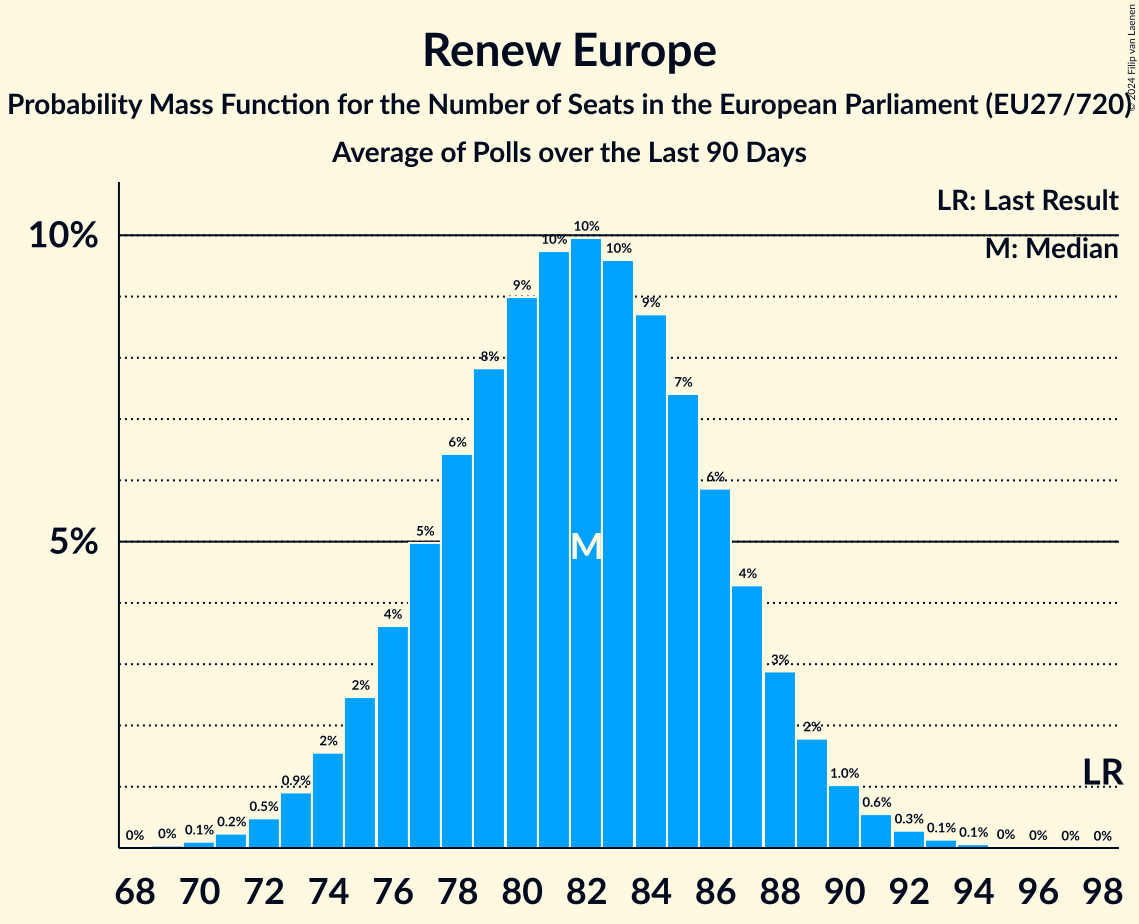 Renew Europe
Probability Mass Function for the Number of Seats in the European Parliament (EU27/720)
Average of Polls over the Last 90 Days
© 2024 Filip van Laenen
LR: Last Result
M: Median
10%
5%
0% 0% 0.1% 0.2% 0.5% 0.9% 2% 2% 4% 5% 6% 8% 9% 10% 10% 10% 9% 7% 6% 4% 3% 2% 1.0% 0.6% 0.3% 0.1% 0.1% 0% 0% 0% 0%
M
LR
68 70 72 74 76 78 80 82 84 86 88 90 92 94 96 98